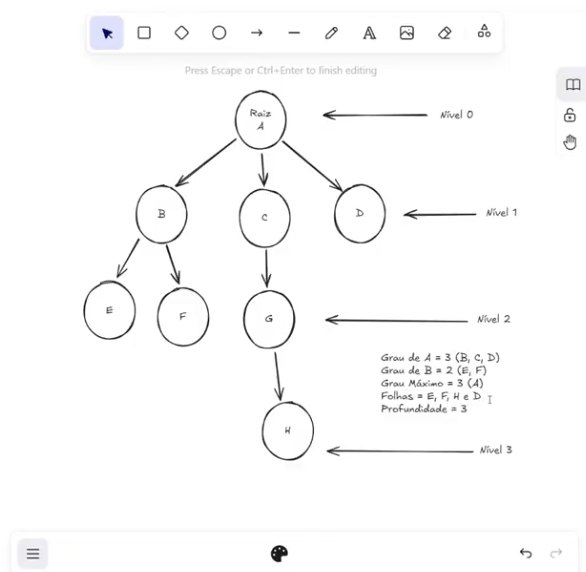 Press Escape or Ctrl+Enter to finish editing
Raiz
A
Nível 0
B
C
D
Nível 1
E
F
G
Nível 2
Grau de A = 3 (B, C, D)
Grau de B = 2 (E, F)
Grau Máximo = 3 (A)
Folhas = E, F, H e D
Profundidade = 3
H
Nível 3